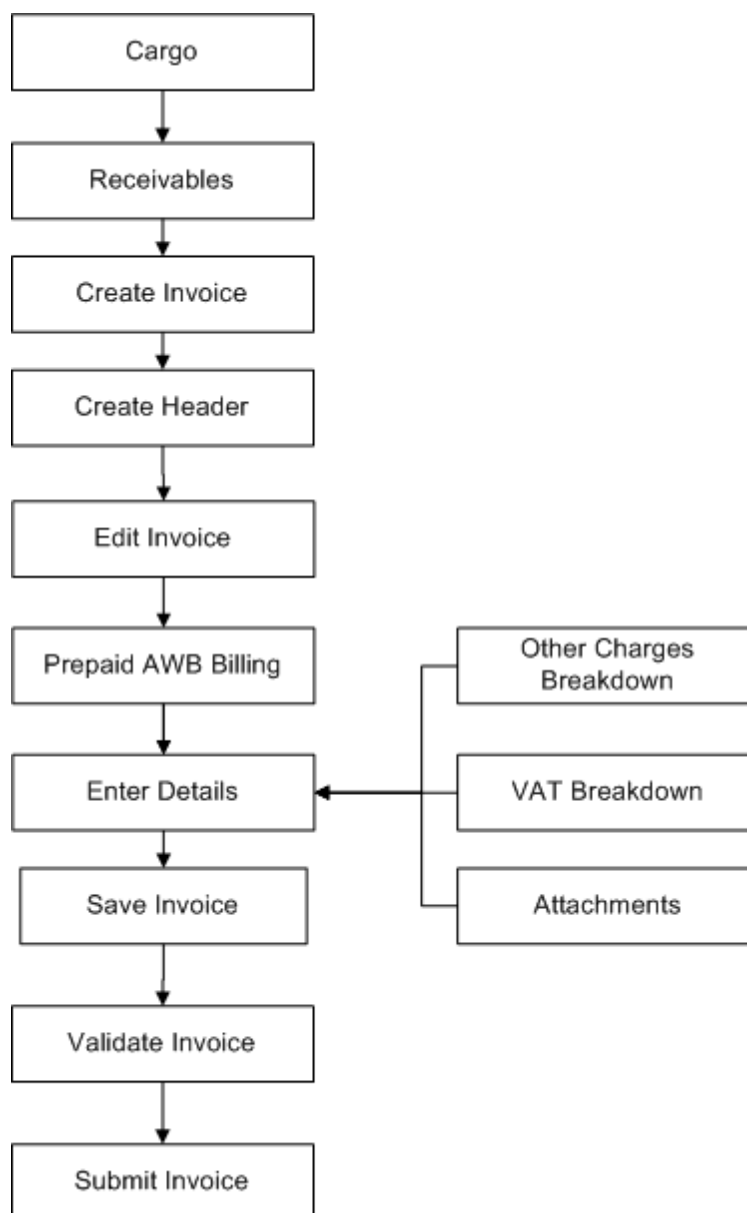 Cargo
Receivables
Create Invoice
Create Header
Edit Invoice
Prepaid AWB Billing
Other Charges
Breakdown
Enter Details
VAT Breakdown
Save Invoice
Attachments
Validate Invoice
Submit Invoice